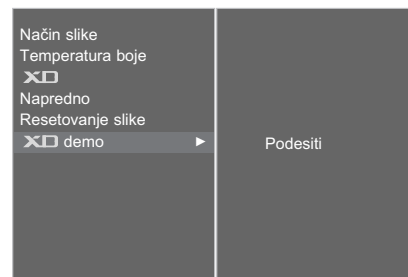 Način slike
Temperatura boje
XD
Napredno
Resetovanje slike
XD demo ►
Podesiti